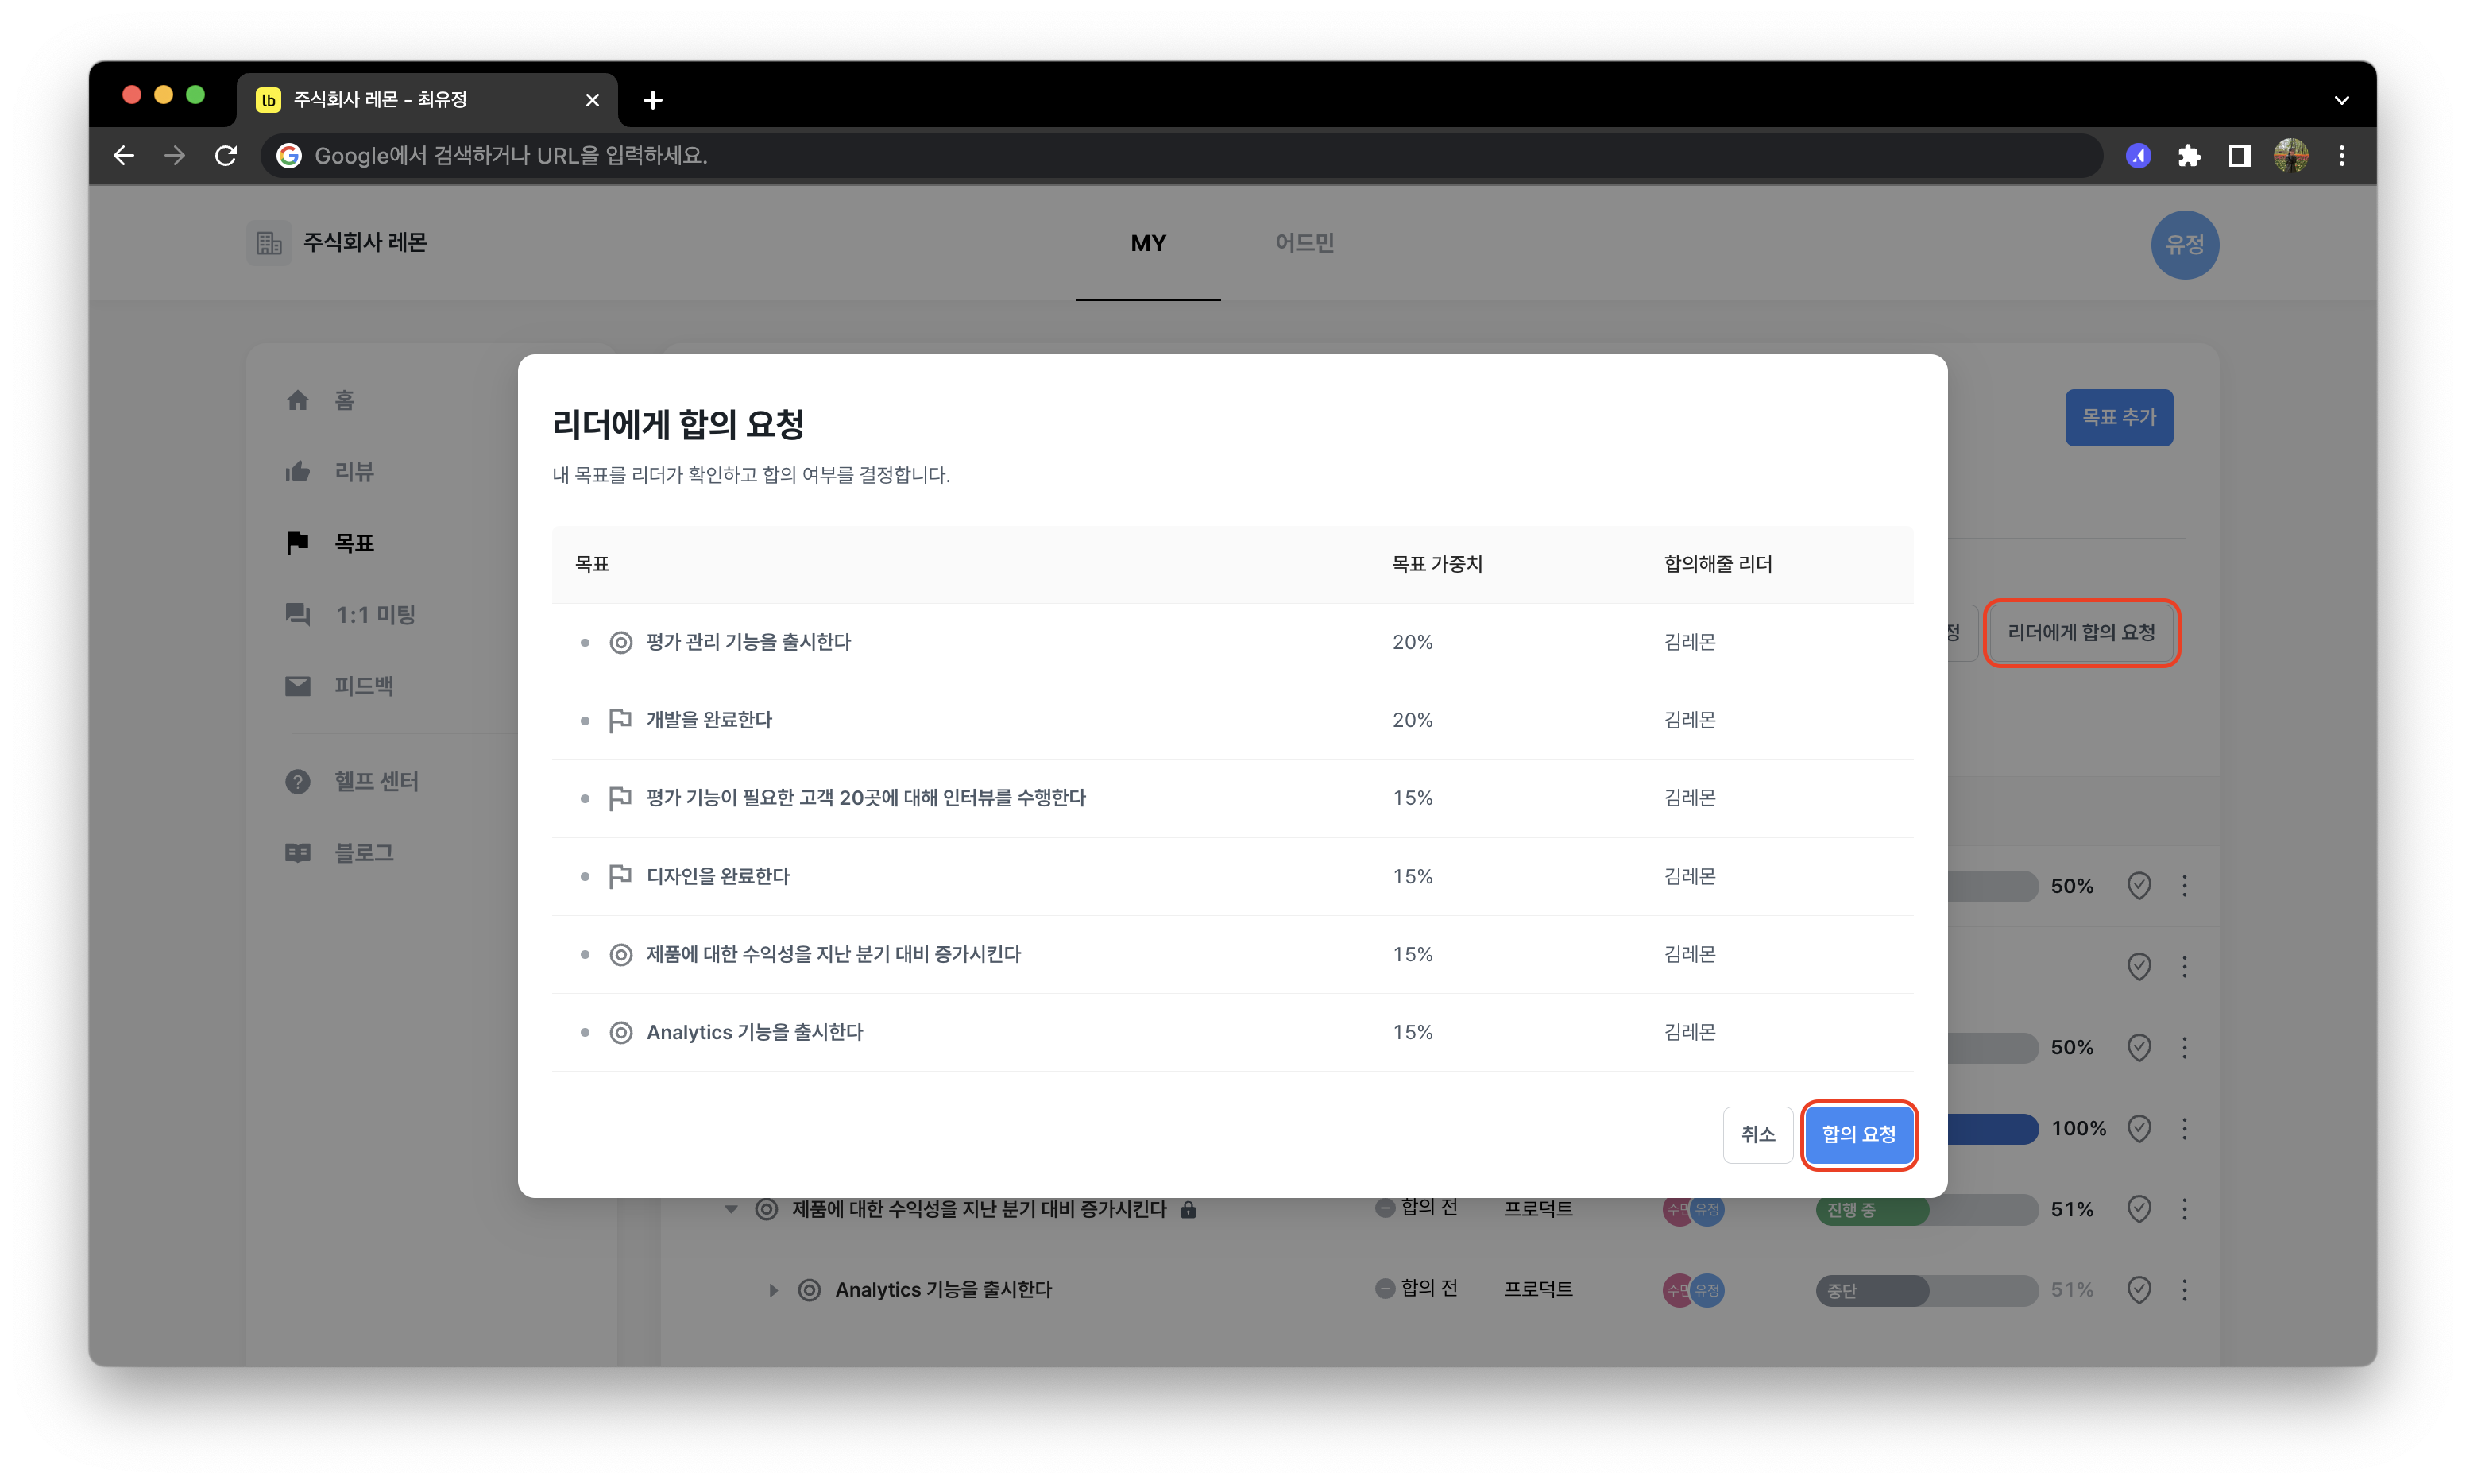 lb 주식회사 레몬 - 최유정
Google에서 검색하거나 URL을 입력하세요.
주식회사 레몬
MY
어드민
유정
홈
리뷰
목표
1:1 미팅
피드백
헬프 센터
블로그
목표 추가
정
리더에게 합의 요청
리더에게 합의 요청
내 목표를 리더가 확인하고 합의 여부를 결정합니다.
목표 목표 가중치 합의해줄 리더
평가 관리 기능을 출시한다 20% 김레몬
개발을 완료한다 20% 김레몬
평가 기능이 필요한 고객 20곳에 대해 인터뷰를 수행한다 15% 김레몬
디자인을 완료한다 15% 김레몬
제품에 대한 수익성을 지난 분기 대비 증가시킨다 15% 김레몬
Analytics 기능을 출시한다 15% 김레몬
취소 합의 요청
50%
50%
100%
제품에 대한 수익성을 지난 분기 대비 증가시킨다 합의 전 프로덕트 유정 진행 중 51%
Analytics 기능을 출시한다 합의 전 프로덕트 유정 중단 51%